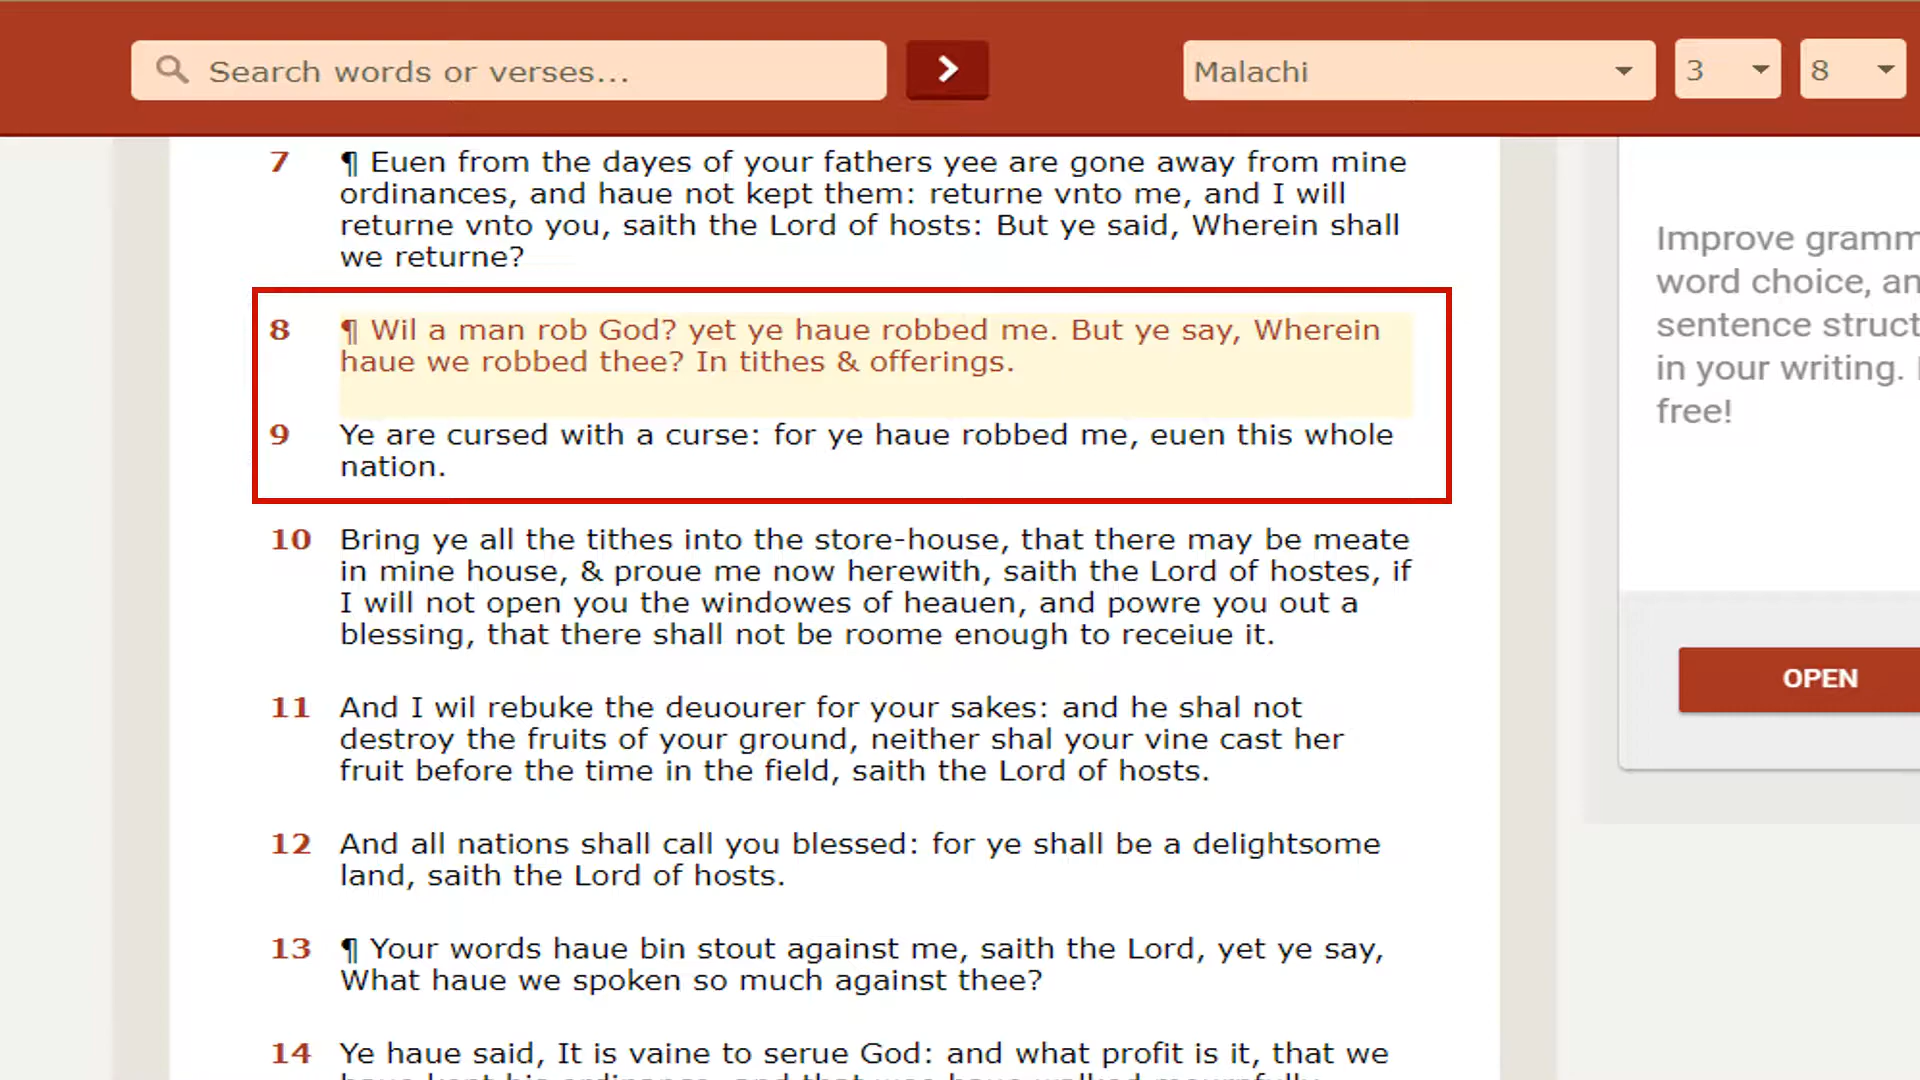 Search words or verses...
Malachi
3
8
7 ¶ Euen from the dayes of your fathers yee are gone away from mine
ordinances, and haue not kept them: returne vnto me, and I will
returne vnto you, saith the Lord of hosts: But ye said, Wherein shall
we returne?
8 ¶ Wil a man rob God? yet ye haue robbed me. But ye say, Wherein
haue we robbed thee? In tithes & offerings.
9 Ye are cursed with a curse: for ye haue robbed me, euen this whole
nation.
10 Bring ye all the tithes into the store-house, that there may be meate
in mine house, & proue me now herewith, saith the Lord of hostes, if
I will not open you the windowes of heauen, and powre you out a
blessing, that there shall not be roome enough to receiue it.
11 And I wil rebuke the deuourer for your sakes: and he shal not
destroy the fruits of your ground, neither shal your vine cast her
fruit before the time in the field, saith the Lord of hosts.
12 And all nations shall call you blessed: for ye shall be a delightsome
land, saith the Lord of hosts.
13 ¶ Your words haue bin stout against me, saith the Lord, yet ye say,
What haue we spoken so much against thee?
14 Ye haue said, It is vaine to serue God: and what profit is it, that we
Improve gramm
word choice, an
sentence struct
in your writing.
free!
OPEN